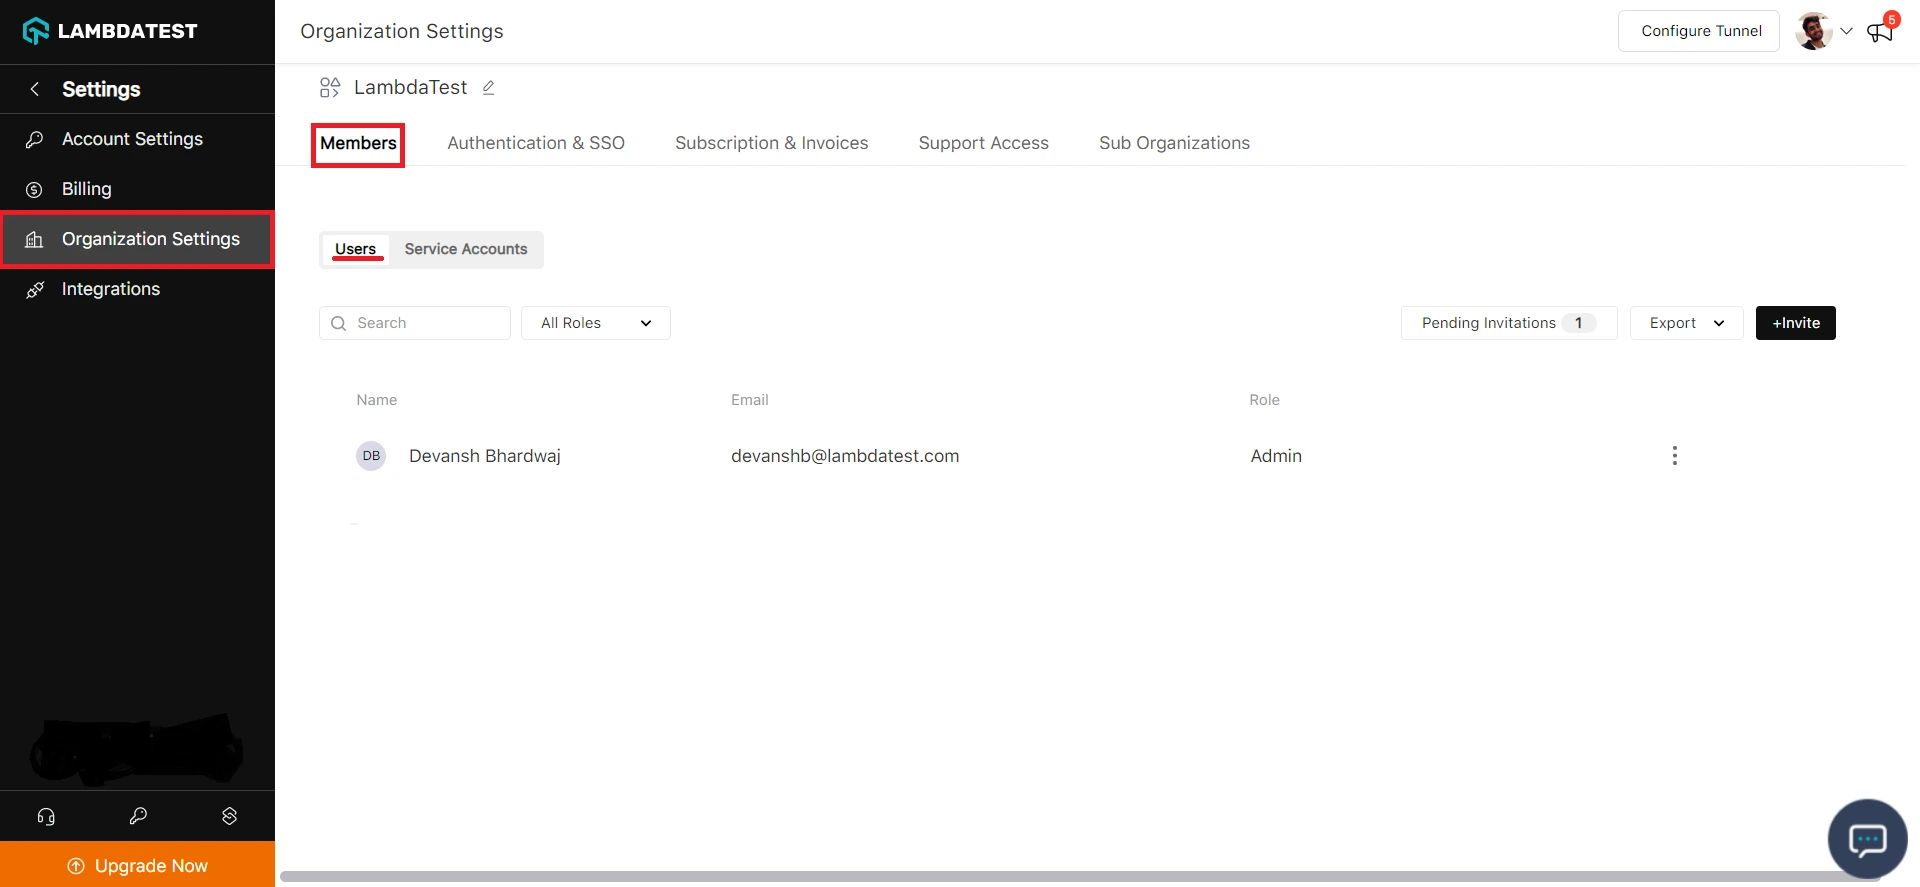 LAMBDATEST
Organization Settings
Configure Tunnel
5
Settings
Account Settings
Billing
Organization Settings
Integrations
LambdaTest
Members
Authentication & SSO
Subscription & Invoices
Support Access
Sub Organizations
Users
Service Accounts
Search
All Roles
Pending Invitations 1
Export
+Invite
Name
Email
Role
DB
Devansh Bhardwaj
devanshb@lambdatest.com
Admin
Upgrade Now